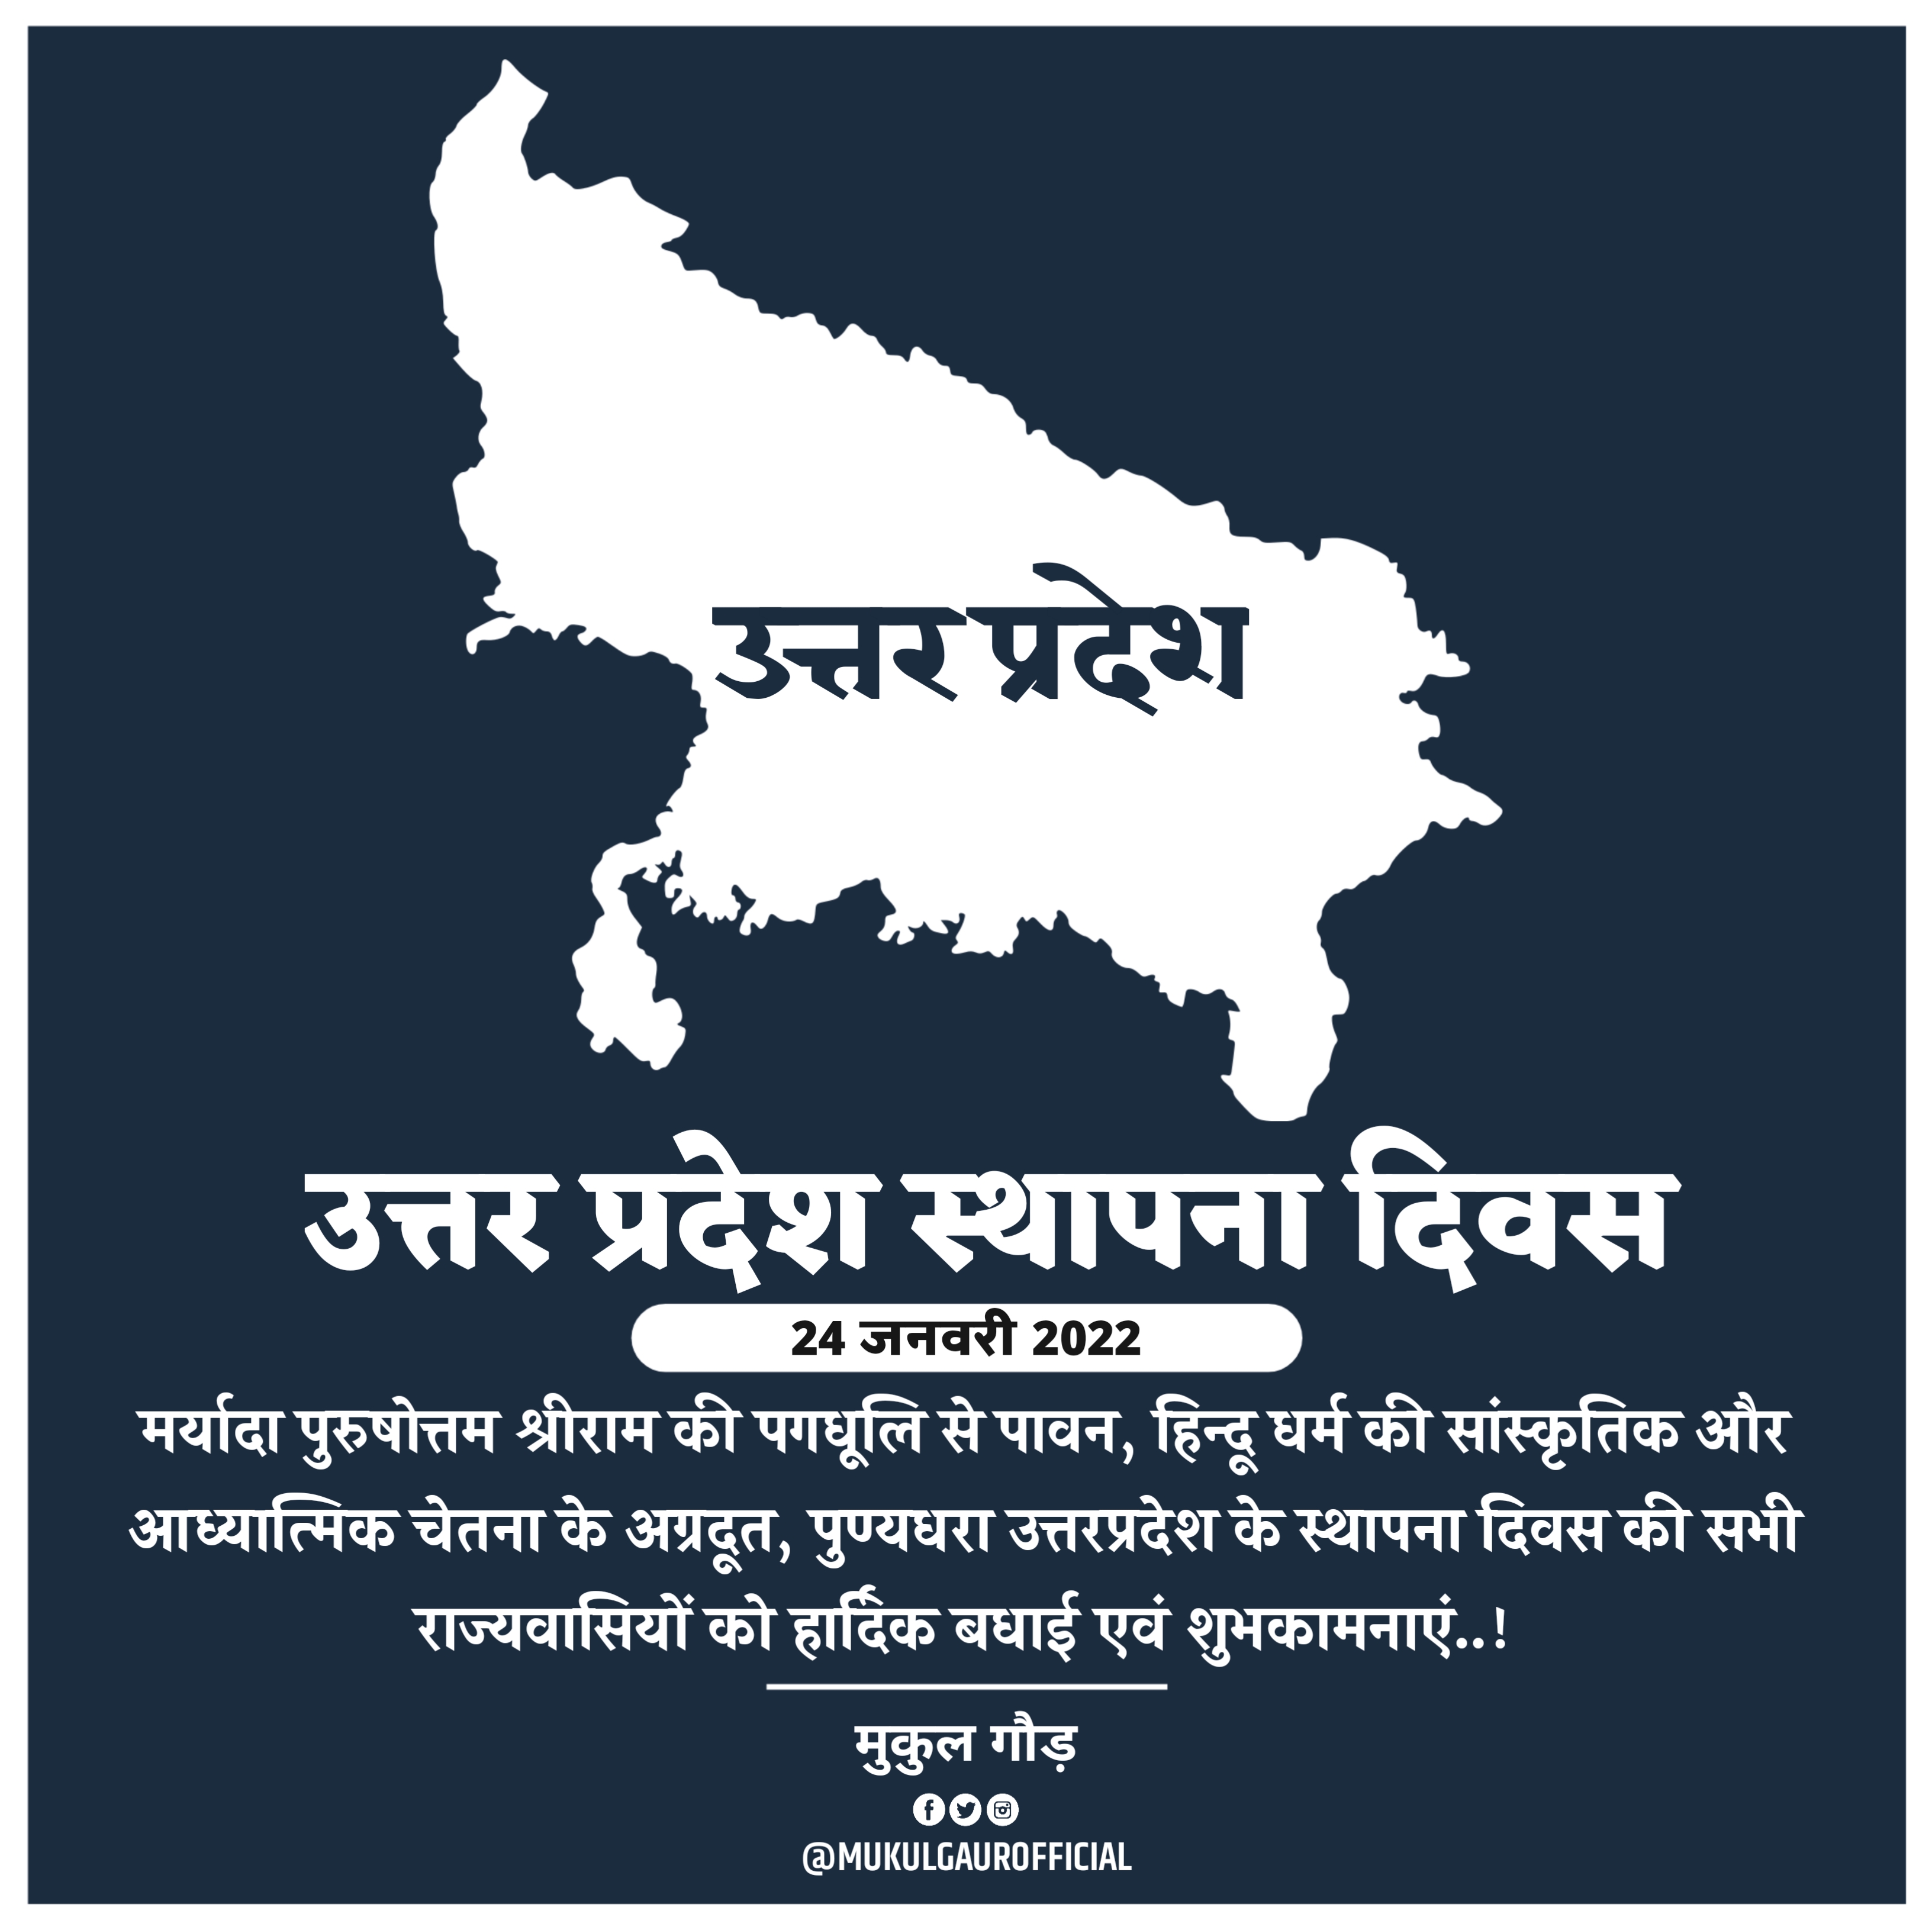 उत्तर प्रदेश
उत्तर प्रदेश स्थापना दिवस
24 जनवरी 2022
मर्यादा पुरुषोत्तम श्रीराम की पुण्यभूमि से पावन, हिन्दू धर्म की सांस्कृतिक और
आध्यात्मिक चेतना के अग्रदूत, पुण्यधरा उत्तरप्रदेश के स्थापना दिवस की सभी
राज्यवासियों को हार्दिक बधाई एवं शुभकामनाएं..!
मुकुल गौड़
@MUKULGAUROFFICIAL